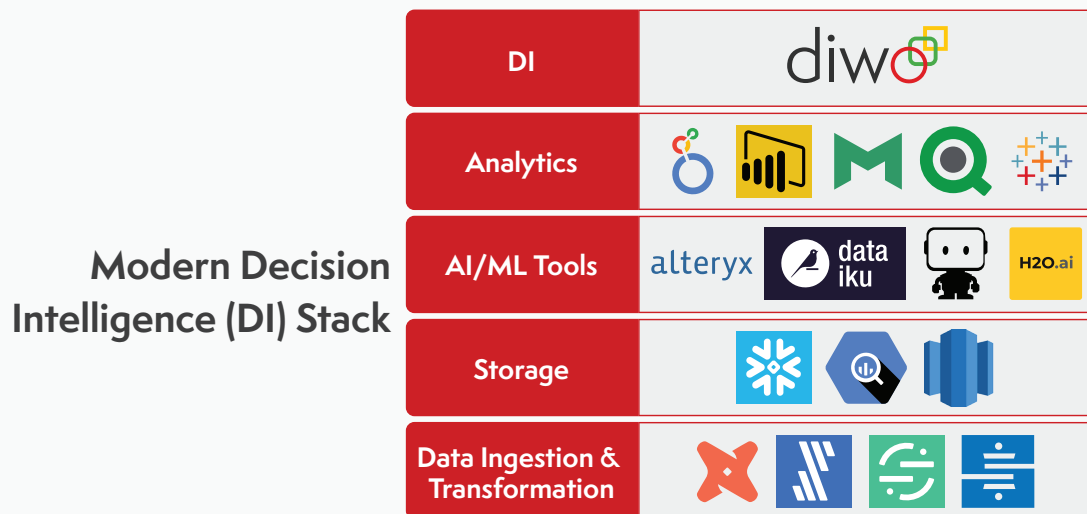 Modern Decision
Intelligence (DI) Stack
DI
diwo
Analytics
AI/ML Tools
alteryx
data
iku
H2O.ai
Storage
Data Ingestion &
Transformation